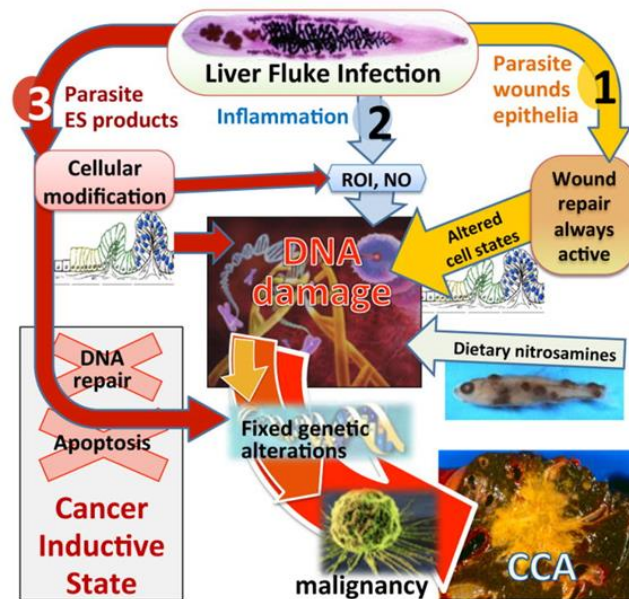 Liver Fluke Infection
3
Parasite
ES products
Inflammation
2
Parasite
wounds
epithelia
1
Cellular
modification
ROI, NO
Wound
repair
always
active
Altered
cell states
DNA
damage
Dietary nitrosamines
DNA
repair
Apoptosis
Fixed genetic
alterations
Cancer
Inductive
State
malignancy
CCA